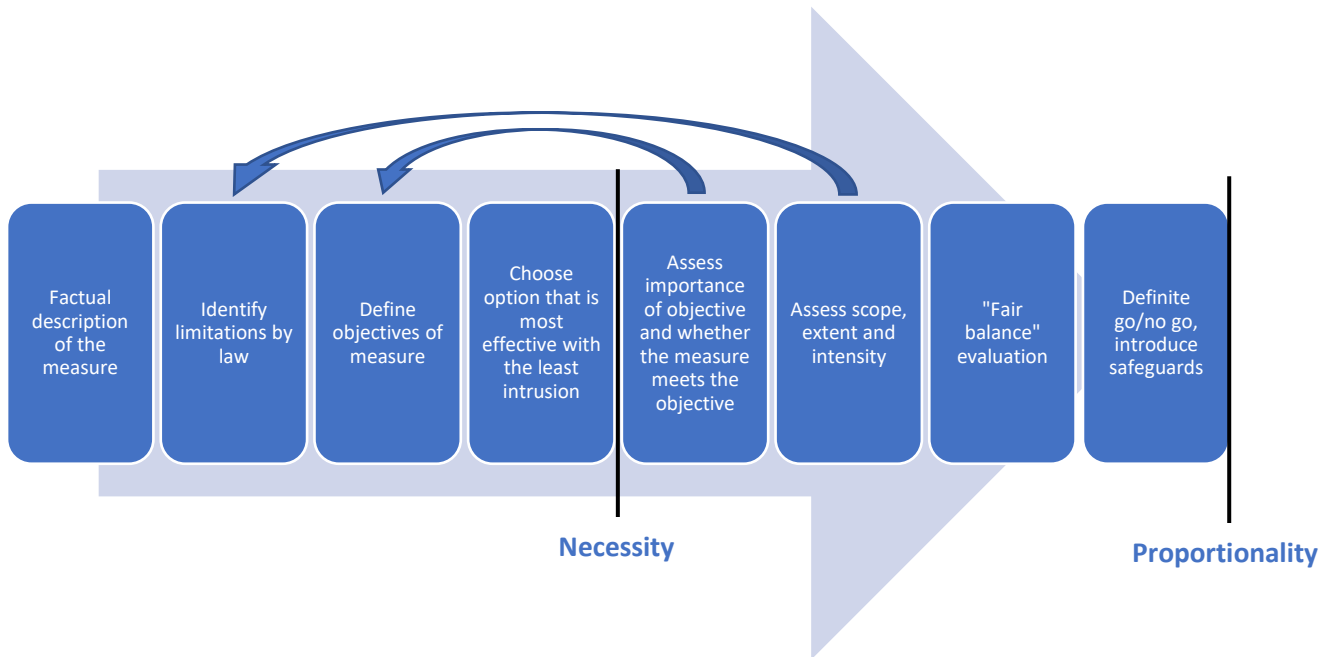 Factual
description
of the
measure
Identify
limitations by
law
Define
objectives of
measure
Choose
option that is
most
effective with
the least
intrusion
Assess
importance
of objective
and whether
the measure
meets the
objective
Assess scope,
extent and
intensity
"Fair
balance"
evaluation
Definite
go/no go,
introduce
safeguards
Necessity
Proportionality